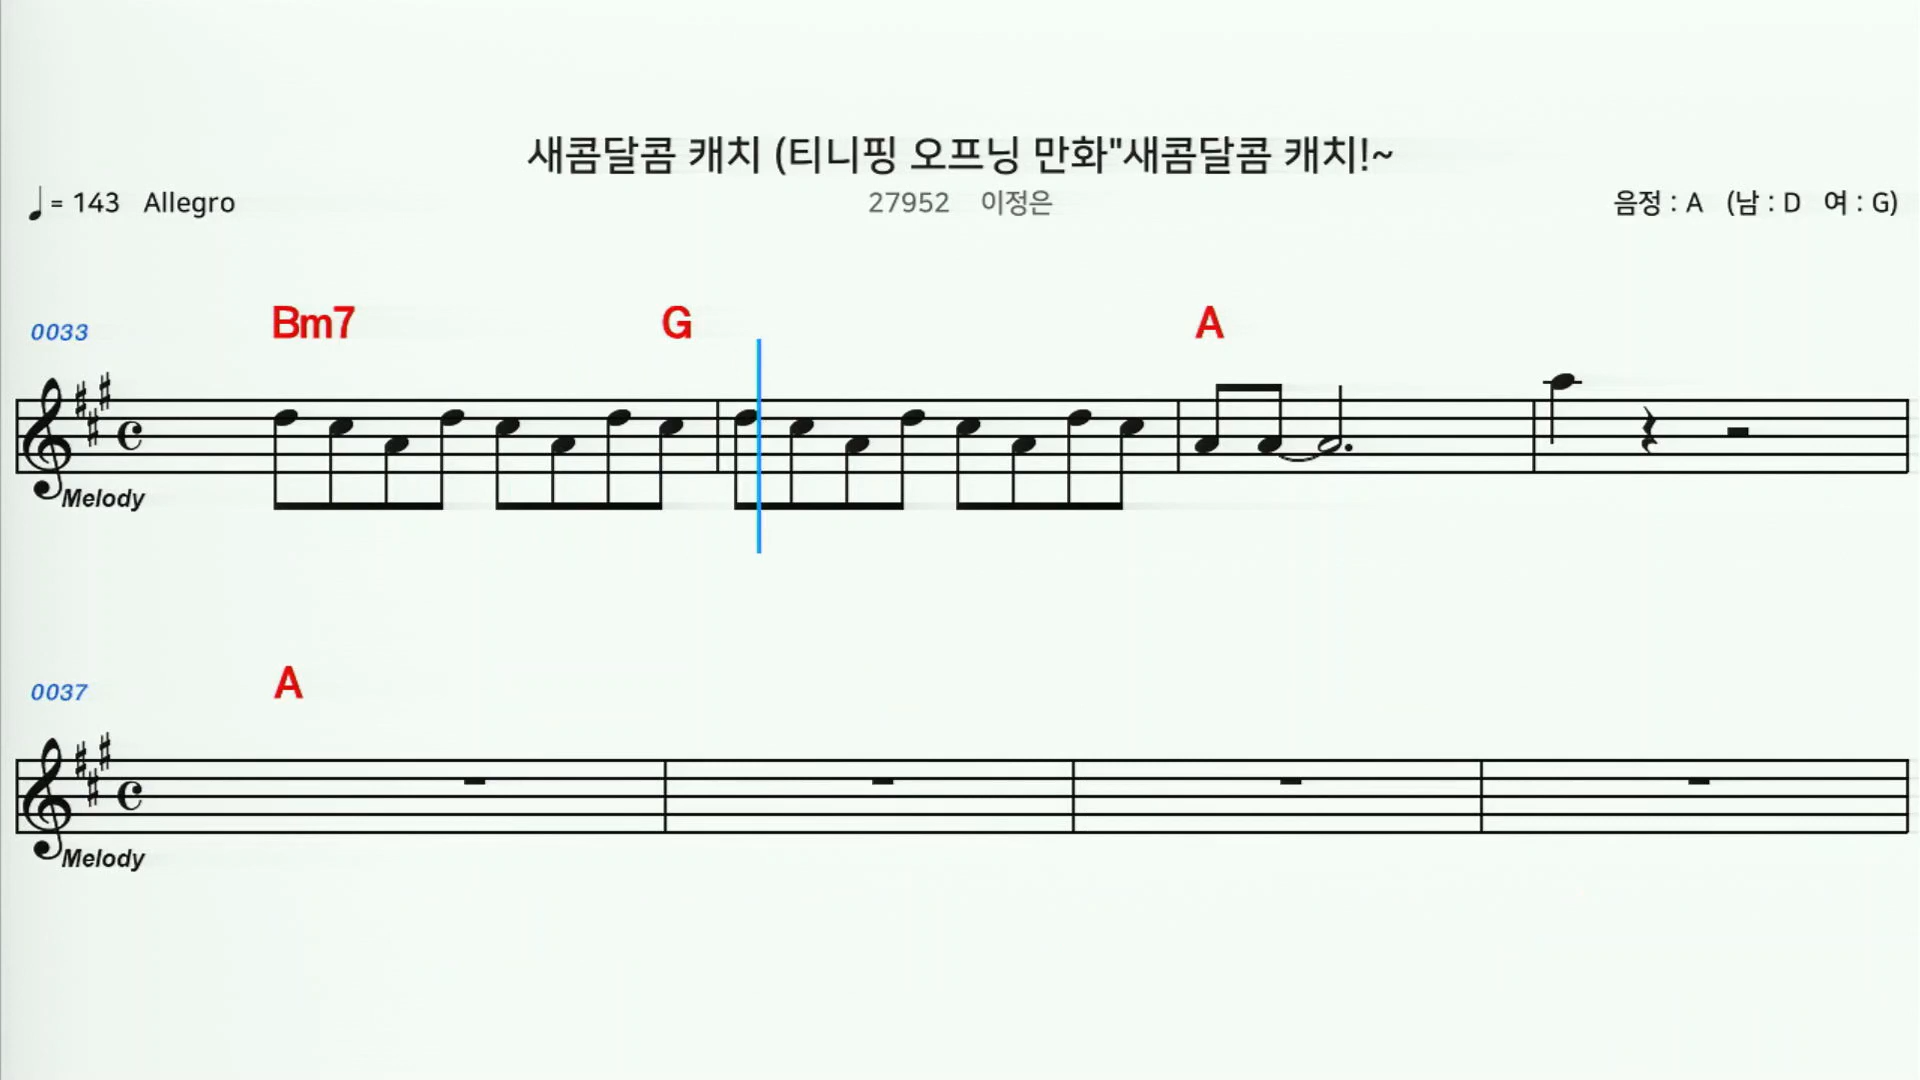 새콤달콤 캐치 (티니핑 오프닝 만화"새콤달콤 캐치!~
= 143 Allegro 27952 이정은 음정 : A (남 : D 여 : G)
0033 Bm7 G A
Melody
0037 A
Melody